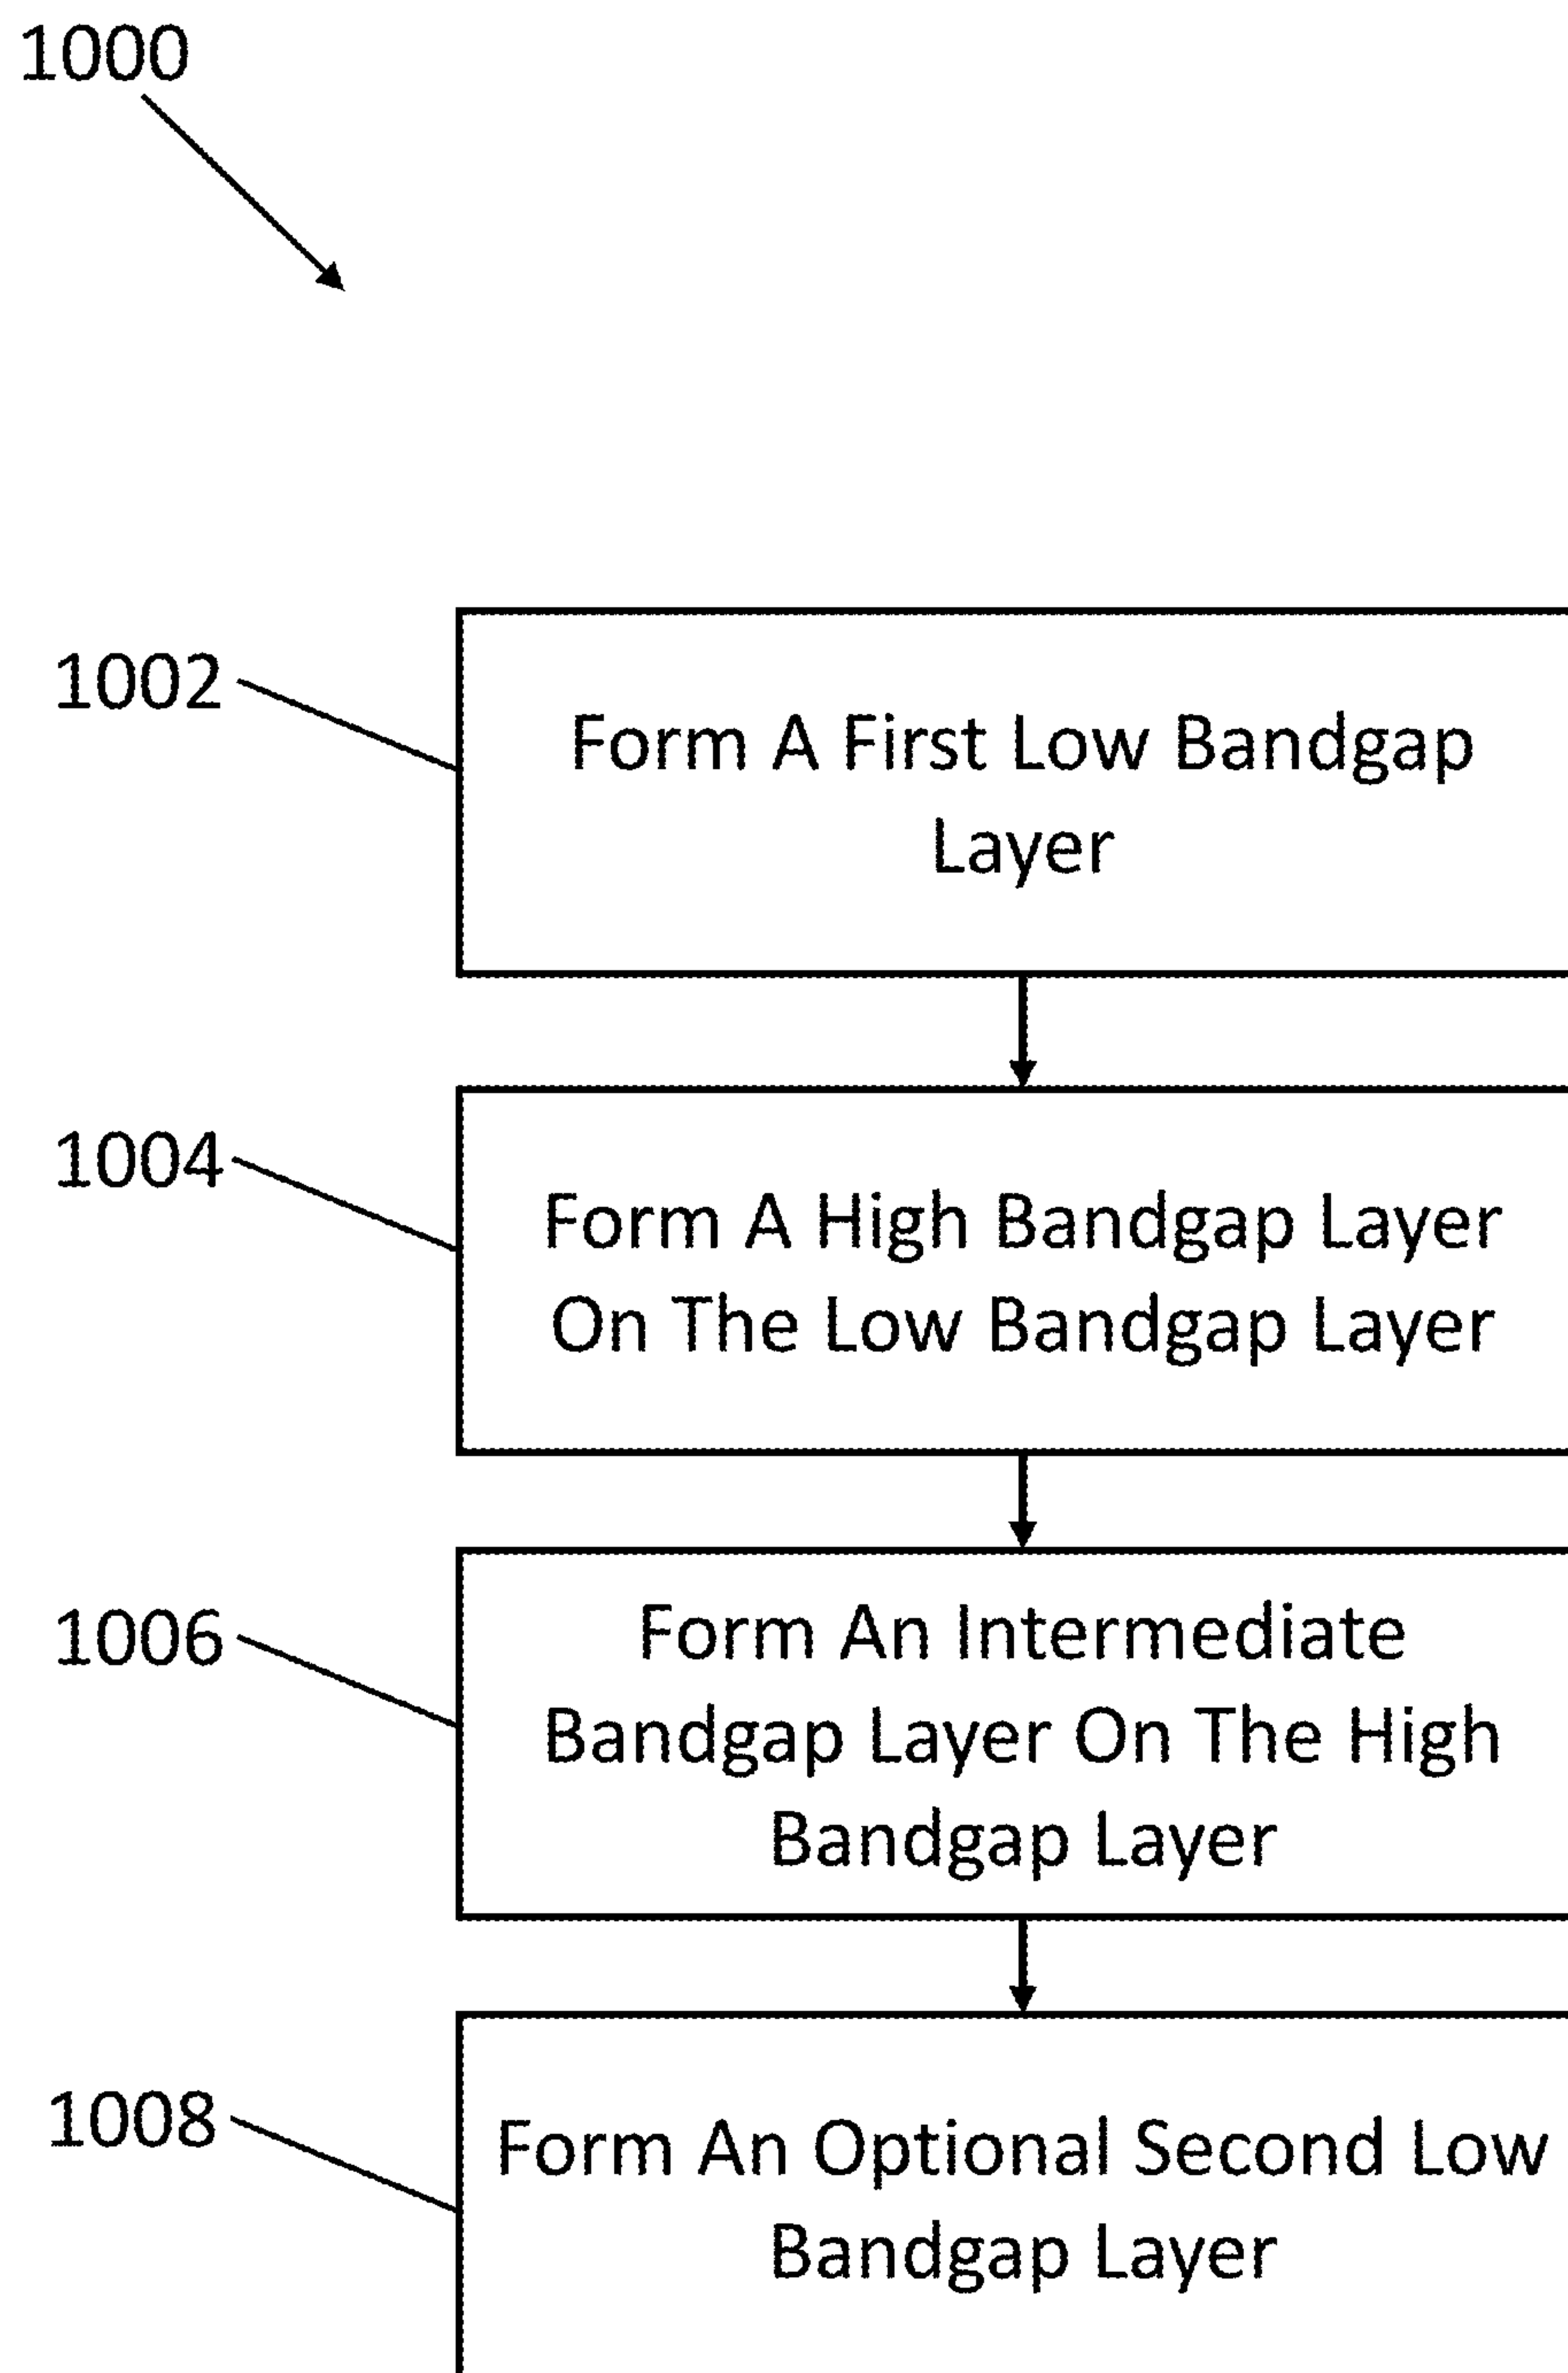 1000
1002
Form A First Low Bandgap
Layer
1004
Form A High Bandgap Layer
On The Low Bandgap Layer
1006
Form An Intermediate
Bandgap Layer On The High
Bandgap Layer
1008
Form An Optional Second Low
Bandgap Layer